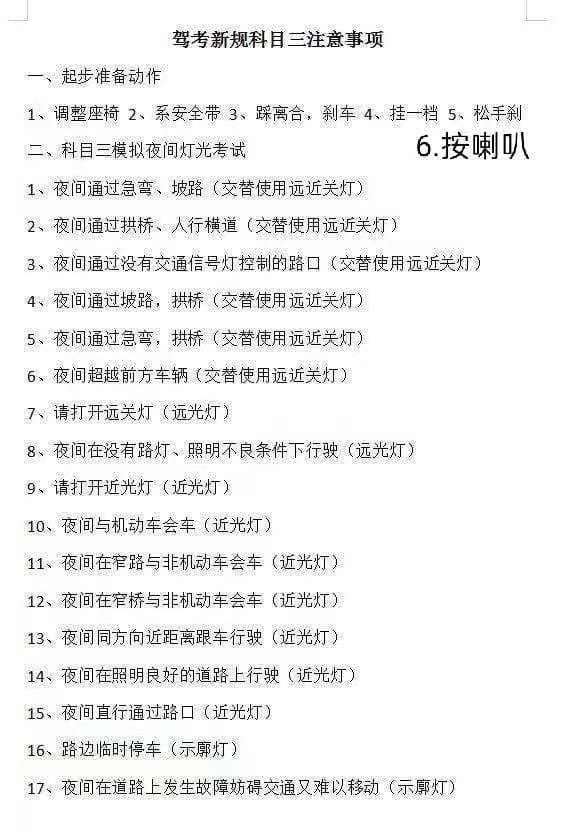 驾考新规科目三注意事项
一、起步准备动作
1、调整座椅 2、系安全带 3、踩离合，刹车 4、挂一档 5、松手刹
6.按喇叭
二、科目三模拟夜间灯光考试
1、夜间通过急弯、坡路（交替使用远近关灯）
2、夜间通过拱桥、人行横道（交替使用远近关灯）
3、夜间通过没有交通信号灯控制的路口（交替使用远近关灯）
4、夜间通过坡路，拱桥（交替使用远近关灯）
5、夜间通过急弯，拱桥（交替使用远近关灯）
6、夜间超越前方车辆（交替使用远近关灯）
7、请打开远关灯（远光灯）
8、夜间在没有路灯、照明不良条件下行驶（远光灯）
9、请打开近光灯（近光灯）
10、夜间与机动车会车（近光灯）
11、夜间在窄路与非机动车会车（近光灯）
12、夜间在窄桥与非机动车会车（近光灯）
13、夜间同方向近距离跟车行驶（近光灯）
14、夜间在照明良好的道路上行驶（近光灯）
15、夜间直行通过路口（近光灯）
16、路边临时停车（示廓灯）
17、夜间在道路上发生故障妨碍交通又难以移动（示廓灯）